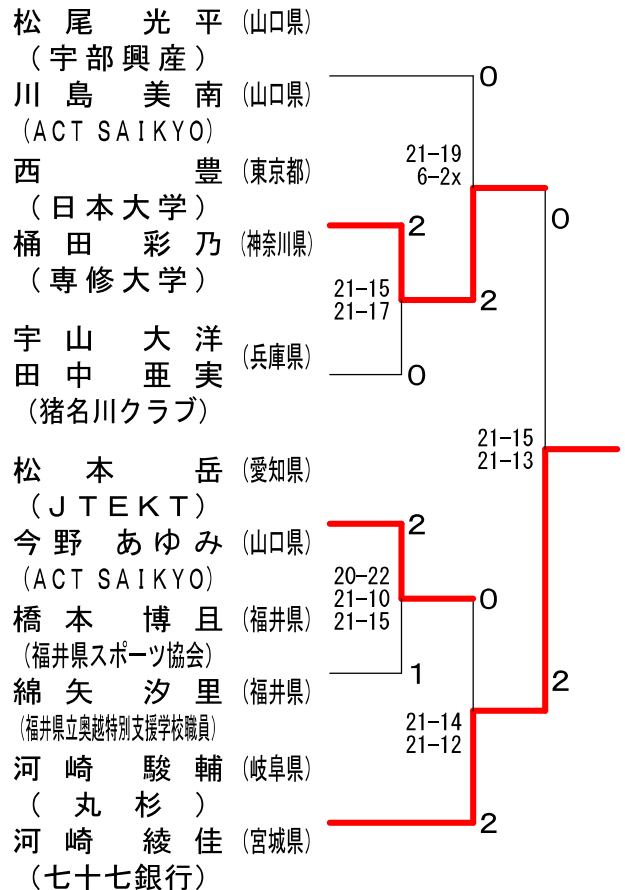 松尾 光平 (山口県)
(宇部興産)
川島 美南 (山口県)
(ACT SAIKYO)
0
21-19
6-2x
西 豊 (東京都)
(日本大学)
桶田 彩乃 (神奈川県)
(専修大学)
2
0
21-15
21-17
2
宇山 大洋
田中 亜実
(兵庫県)
(猪名川クラブ)
0
21-15
21-13
松本 岳 (愛知県)
(JTEKT)
今野 あゆみ (山口県)
(ACT SAIKYO)
2
20-22
21-10
21-15
0
橋本 博且 (福井県)
(福井県スポーツ協会)
綿矢 汐里 (福井県)
(福井県立奥越特別支援学校職員)
1
2
21-14
21-12
河崎 駿輔 (岐阜県)
(丸杉)
河崎 綾佳 (宮城県)
(七十七銀行)
2